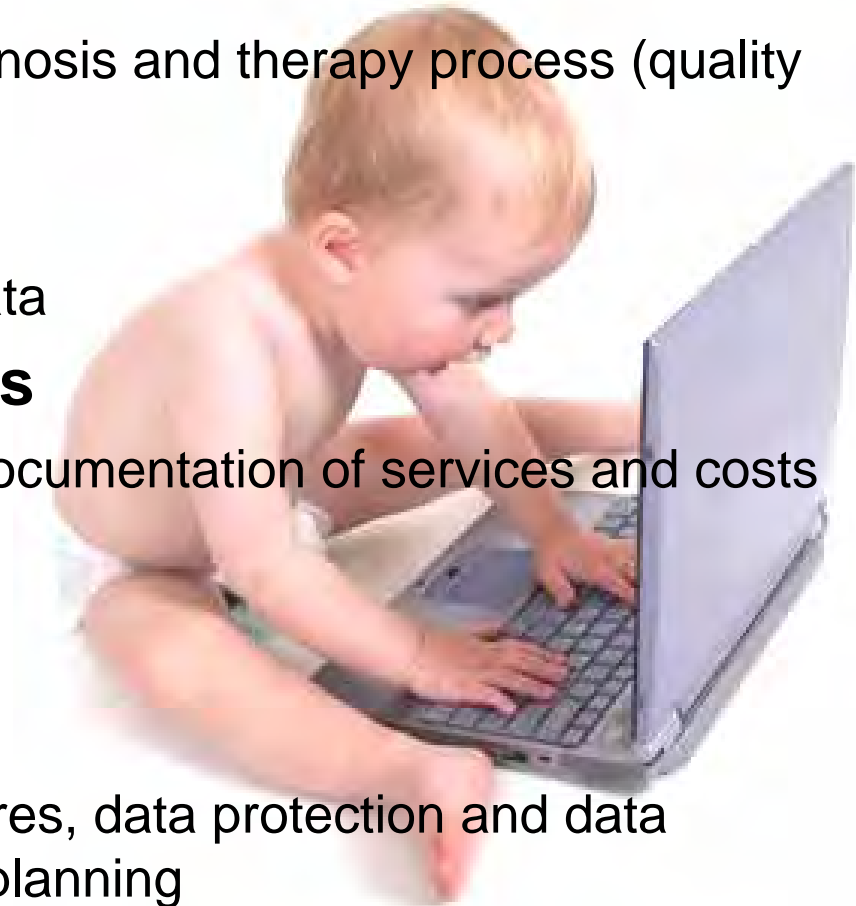 nosis and therapy process (quality
ta
s
ocumentation of services and costs
res, data protection and data
planning